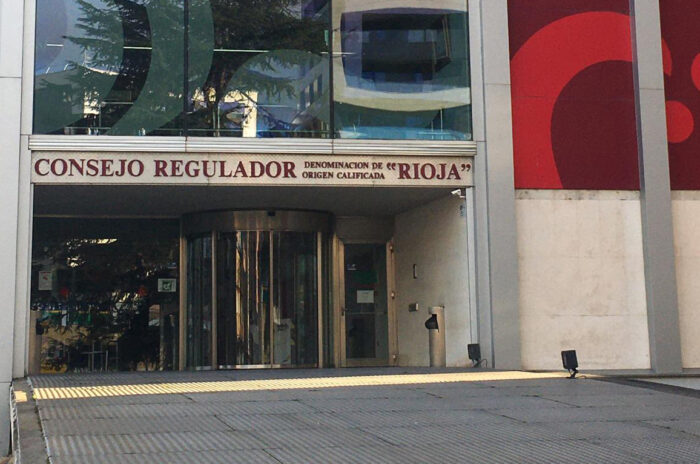 CONSEJO REGULADOR DENOMINACION DE ORIGEN CALIFICADA "RIOJA"